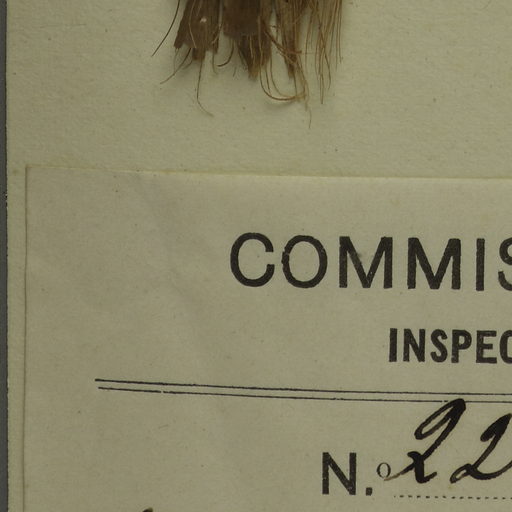 COMMIS
INSPEC
N.º 22